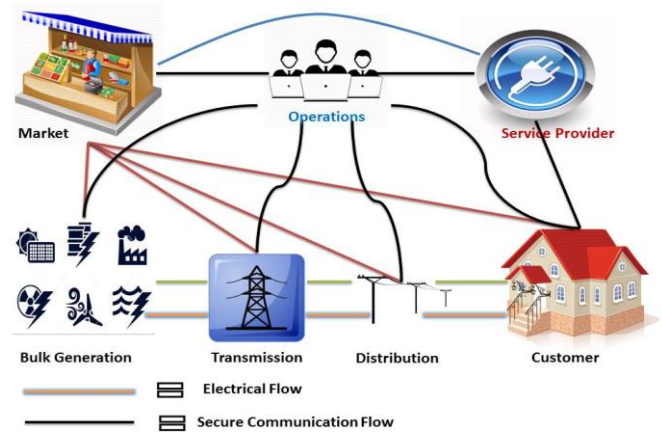 Market
Operations
Service Provider
Bulk Generation
Transmission
Distribution
Customer
Electrical Flow
Secure Communication Flow